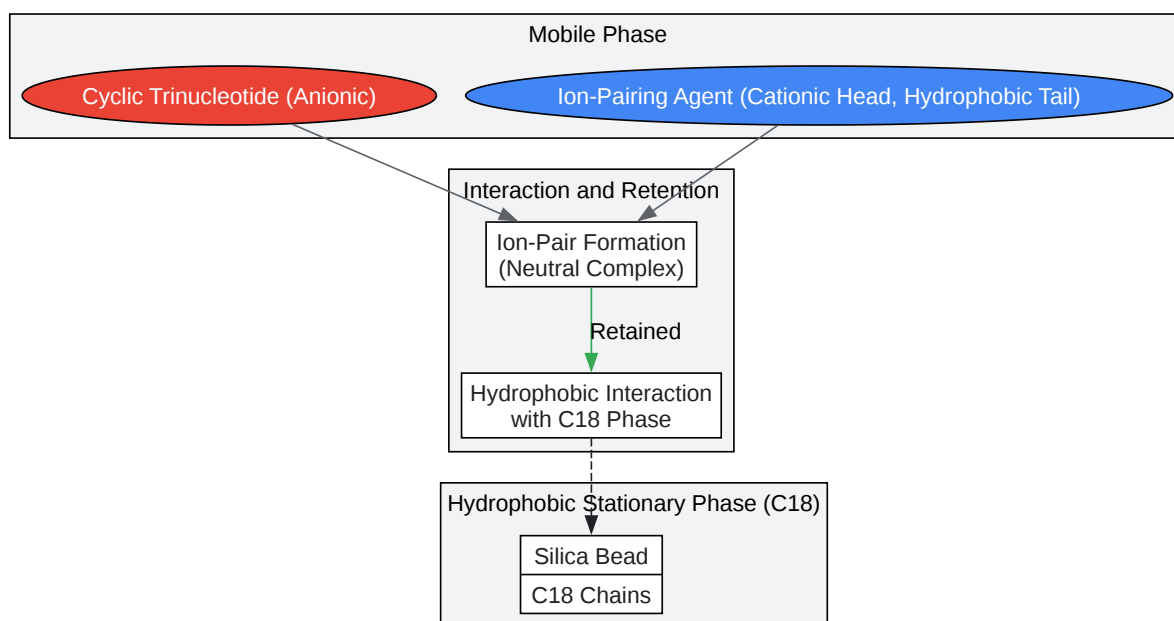 Mobile Phase
Cyclic Trinucleotide (Anionic)
Ion-Pairing Agent (Cationic Head, Hydrophobic Tail)
Interaction and Retention
Ion-Pair Formation
(Neutral Complex)
Retained
Hydrophobic Interaction
with C18 Phase
Hydrophobic Stationary Phase (C18)
Silica Bead
C18 Chains